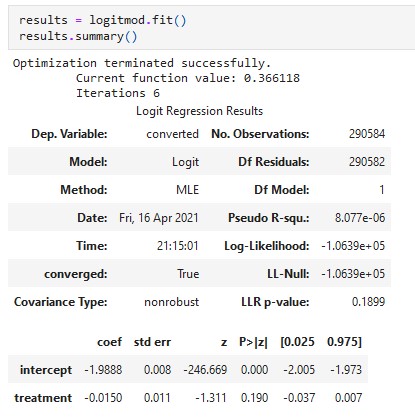 results = logitmod.fit()
results.summary()
Optimization terminated successfully.
Current function value: 0.366118
Iterations 6
Logit Regression Results
Dep. Variable: converted No. Observations: 290584
Model: Logit Df Residuals: 290582
Method: MLE Df Model: 1
Date: Fri, 16 Apr 2021 Pseudo R-squ.: 8.077e-06
Time: 21:15:01 Log-Likelihood: -1.0639e+05
converged: True LL-Null: -1.0639e+05
Covariance Type: nonrobust LLR p-value: 0.1899
coef std err z P>|z| [0.025 0.975]
intercept -1.9888 0.008 -246.669 0.000 -2.005 -1.973
treatment -0.0150 0.011 -1.311 0.190 -0.037 0.007